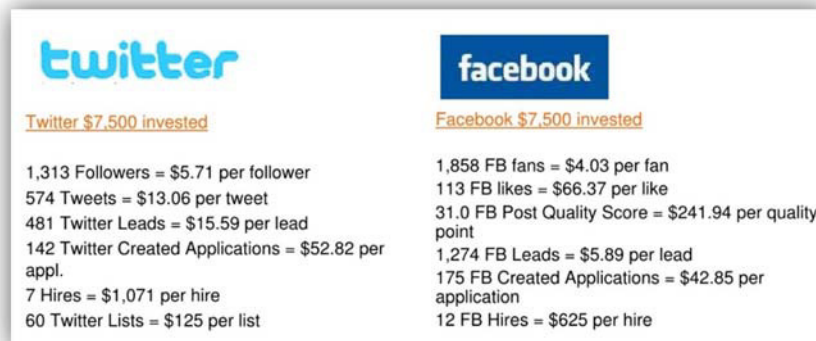 twitter
Twitter $7,500 invested
1,313 Followers = $5.71 per follower
574 Tweets = $13.06 per tweet
481 Twitter Leads = $15.59 per lead
142 Twitter Created Applications = $52.82 per
appl.
7 Hires = $1,071 per hire
60 Twitter Lists = $125 per list
facebook
Facebook $7,500 invested
1,858 FB fans = $4.03 per fan
113 FB likes = $66.37 per like
31.0 FB Post Quality Score = $241.94 per quality
point
1,274 FB Leads = $5.89 per lead
175 FB Created Applications = $42.85 per
application
12 FB Hires = $625 per hire